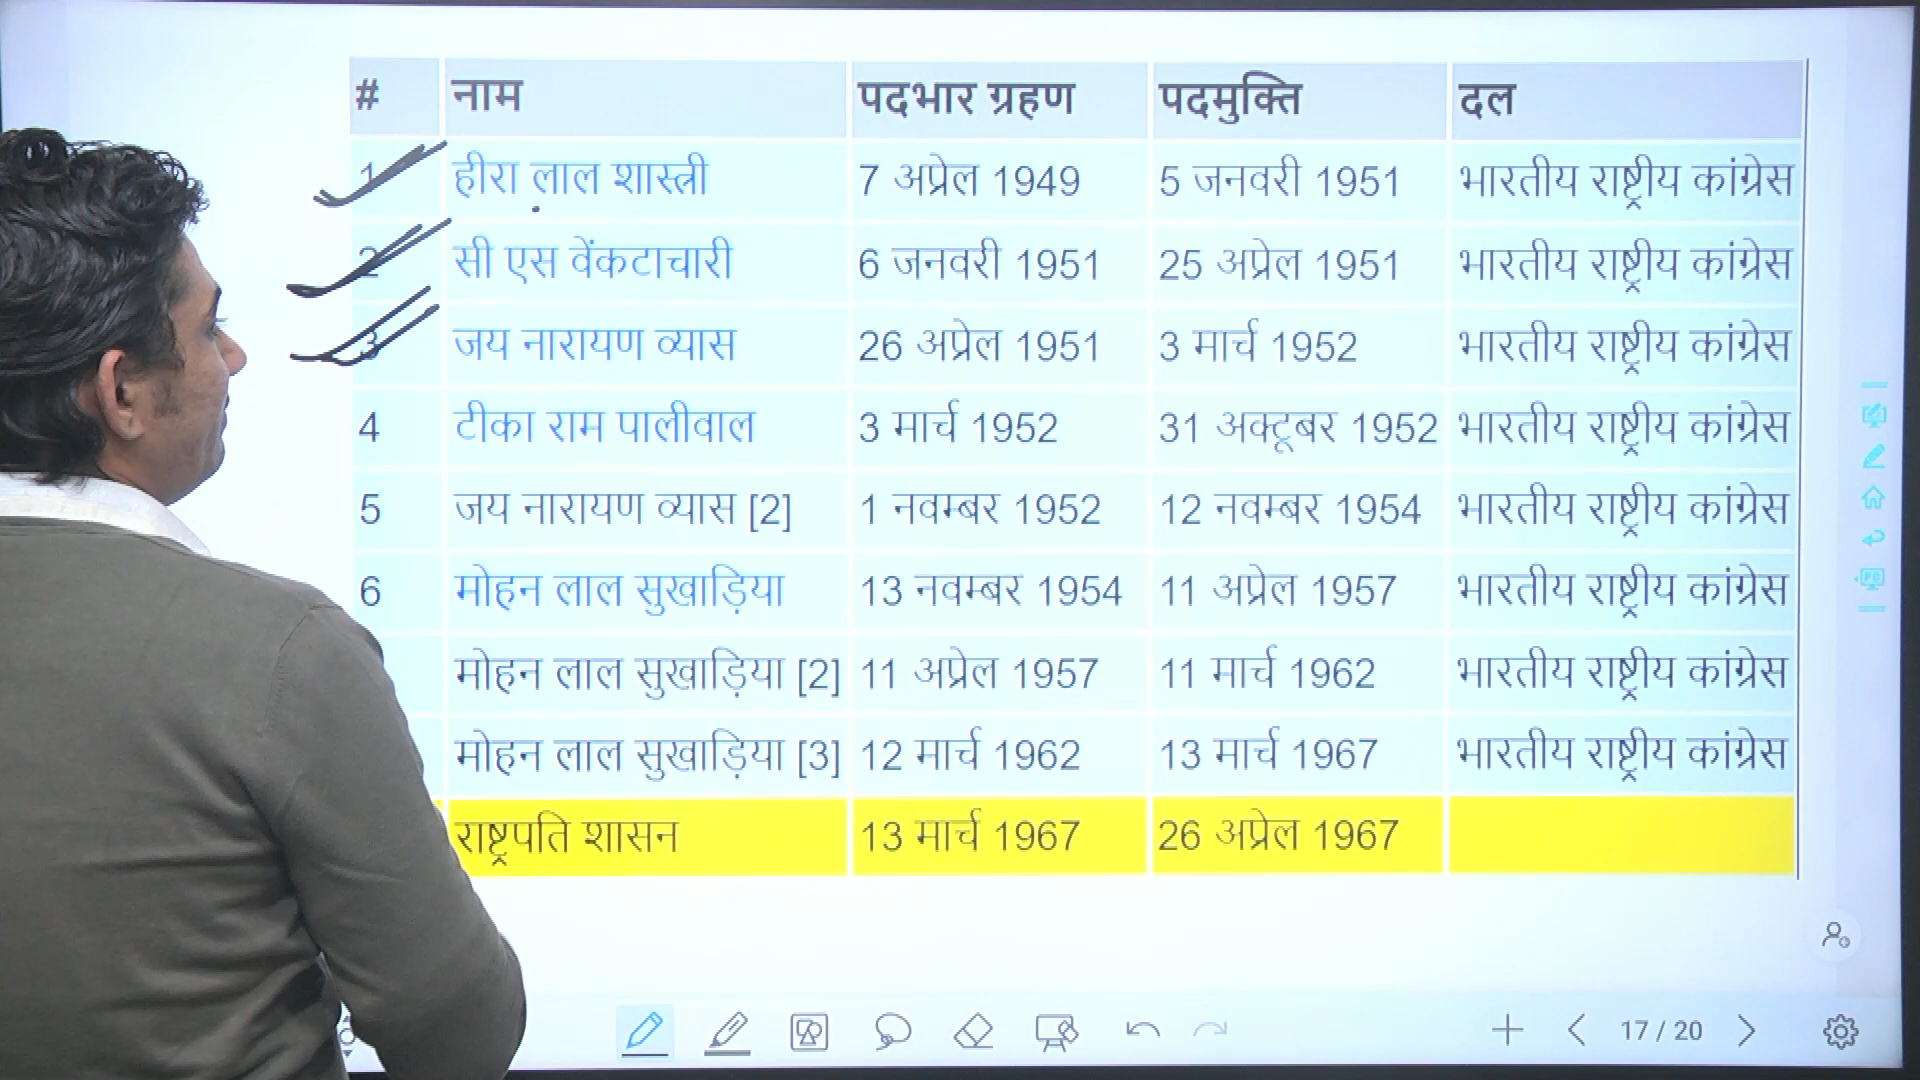 # नाम पदभार ग्रहण पदमुक्ति दल
1 हीरा लाल शास्त्री 7 अप्रेल 1949 5 जनवरी 1951 भारतीय राष्ट्रीय कांग्रेस
2 सी एस वेंकटाचारी 6 जनवरी 1951 25 अप्रेल 1951 भारतीय राष्ट्रीय कांग्रेस
3 जय नारायण व्यास 26 अप्रेल 1951 3 मार्च 1952 भारतीय राष्ट्रीय कांग्रेस
4 टीका राम पालीवाल 3 मार्च 1952 31 अक्टूबर 1952 भारतीय राष्ट्रीय कांग्रेस
5 जय नारायण व्यास [2] 1 नवम्बर 1952 12 नवम्बर 1954 भारतीय राष्ट्रीय कांग्रेस
6 मोहन लाल सुखाड़िया 13 नवम्बर 1954 11 अप्रेल 1957 भारतीय राष्ट्रीय कांग्रेस
मोहन लाल सुखाड़िया [2] 11 अप्रेल 1957 11 मार्च 1962 भारतीय राष्ट्रीय कांग्रेस
मोहन लाल सुखाड़िया [3] 12 मार्च 1962 13 मार्च 1967 भारतीय राष्ट्रीय कांग्रेस
राष्ट्रपति शासन 13 मार्च 1967 26 अप्रेल 1967
17 / 20